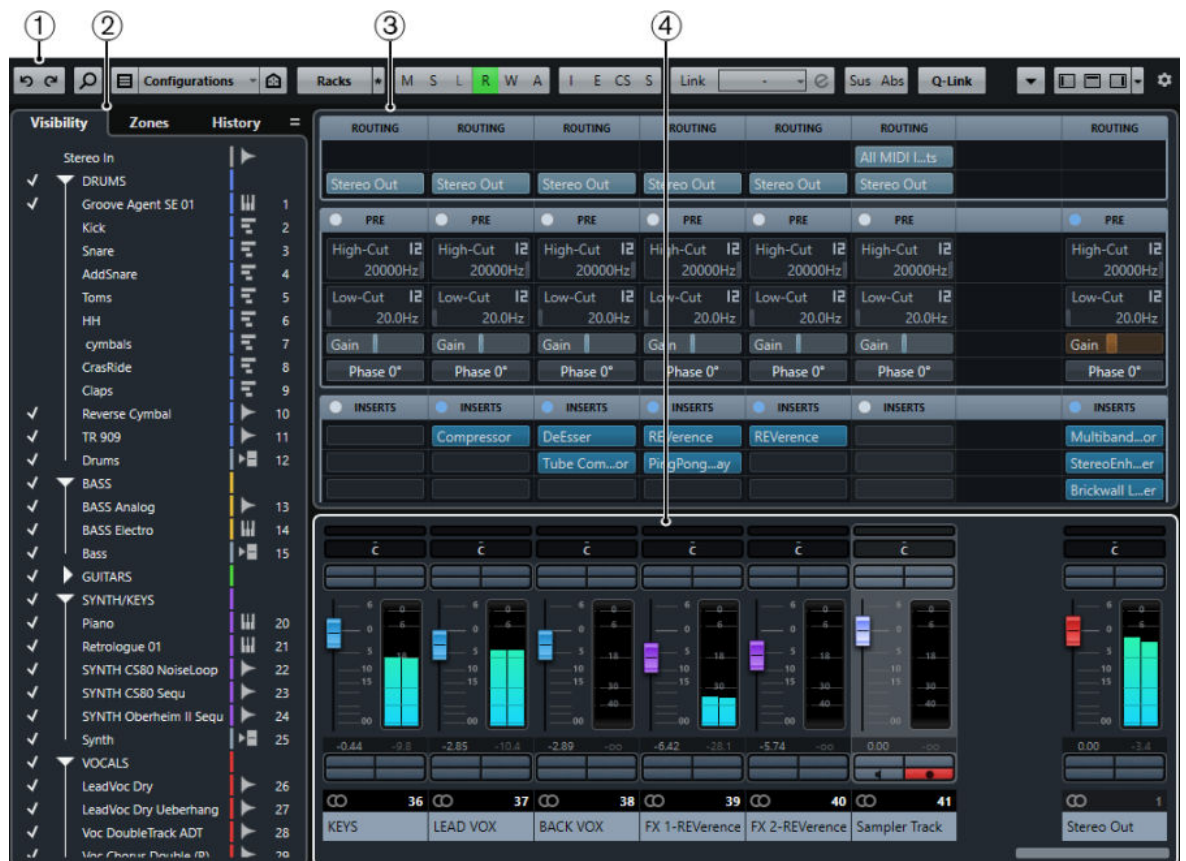 1 2 3 4
Configurations Racks M S L R W A I E CS S Link - Sus Abs Q-Link
Visibility Zones History
Stereo In
DRUMS
Groove Agent SE 01 1
Kick 2
Snare 3
AddSnare 4
Toms 5
HH 6
cymbals 7
CrasRide 8
Claps 9
Reverse Cymbal 10
TR 909 11
Drums 12
BASS
BASS Analog 13
BASS Electro 14
Bass 15
GUITARS
SYNTH/KEYS
Piano 20
Retrologue 01 21
SYNTH CS80 NoiseLoop 22
SYNTH CS80 Sequ 23
SYNTH Oberheim II Sequ 24
Synth 25
VOCALS
LeadVoc Dry 26
LeadVoc Dry Ueberhang 27
Voc DoubleTrack ADT 28
Voc Chorus Double (R) 29
ROUTING ROUTING ROUTING ROUTING ROUTING ROUTING ROUTING
All MIDI I...ts
Stereo Out Stereo Out Stereo Out Stereo Out Stereo Out Stereo Out
PRE PRE PRE PRE PRE PRE PRE
High-Cut 12 High-Cut 12 High-Cut 12 High-Cut 12 High-Cut 12 High-Cut 12 High-Cut 12
20000Hz 20000Hz 20000Hz 20000Hz 20000Hz 20000Hz 20000Hz
Low-Cut 12 Low-Cut 12 Low-Cut 12 Low-Cut 12 Low-Cut 12 Low-Cut 12 Low-Cut 12
20.0Hz 20.0Hz 20.0Hz 20.0Hz 20.0Hz 20.0Hz 20.0Hz
Gain Gain Gain Gain Gain Gain Gain
Phase 0° Phase 0° Phase 0° Phase 0° Phase 0° Phase 0° Phase 0°
INSERTS INSERTS INSERTS INSERTS INSERTS INSERTS INSERTS
Compressor DeEsser REVerence REVerence Multiband...or
Tube Com...or PingPong...ay StereoEnh...er
Brickwall L...er
C C C C C C C
-0.44 -9.8 -2.85 -10.4 -2.89 -oo -6.42 -28.1 -5.74 -oo 0.00 -oo 0.00 -3.4
36 37 38 39 40 41 1
KEYS LEAD VOX BACK VOX FX 1-REVerence FX 2-REVerence Sampler Track Stereo Out